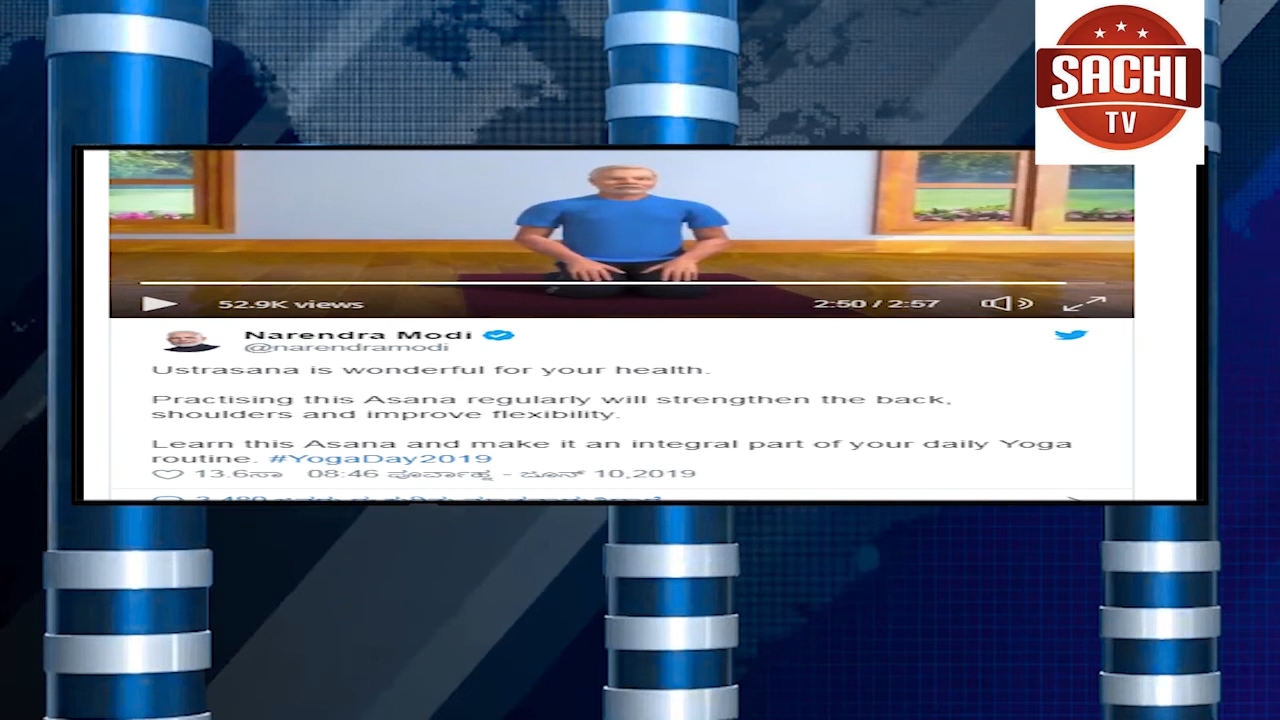 SACHI
TV
52.9K views
2:50 / 2:57
Narendra Modi
@narendramodi
Ustrasana is wonderful for your health.
Practising this Asana regularly will strengthen the back,
shoulders and improve flexibility.
Learn this Asana and make it an integral part of your daily Yoga
routine. #YogaDay2019
13.6ಸಾ 08:46 ಪೂರ್ವಾಹ್ನ - ಜೂನ್ 10,2019